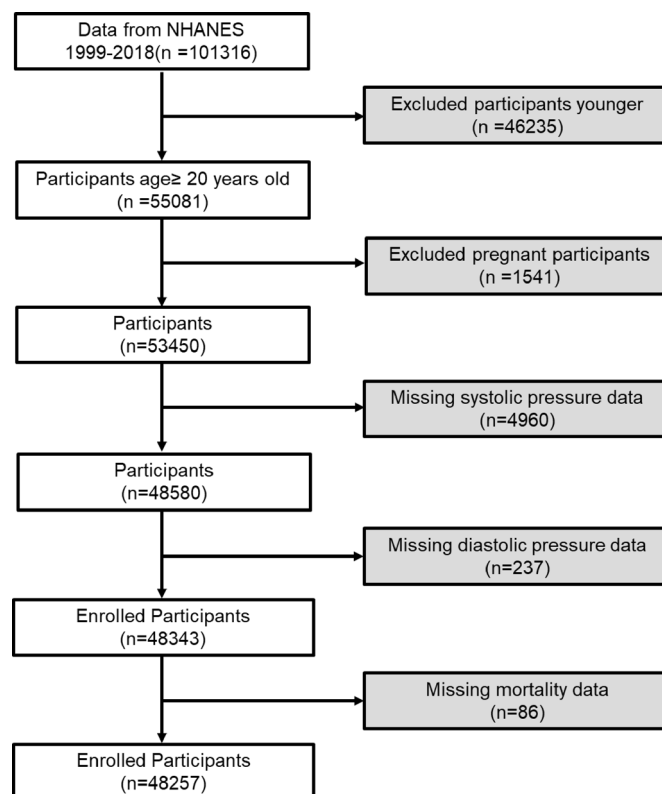 Data from NHANES
1999-2018(n =101316)
Excluded participants younger
(n =46235)
Participants age≥ 20 years old
(n =55081)
Excluded pregnant participants
(n =1541)
Participants
(n=53450)
Missing systolic pressure data
(n=4960)
Participants
(n=48580)
Missing diastolic pressure data
(n=237)
Enrolled Participants
(n=48343)
Missing mortality data
(n=86)
Enrolled Participants
(n=48257)